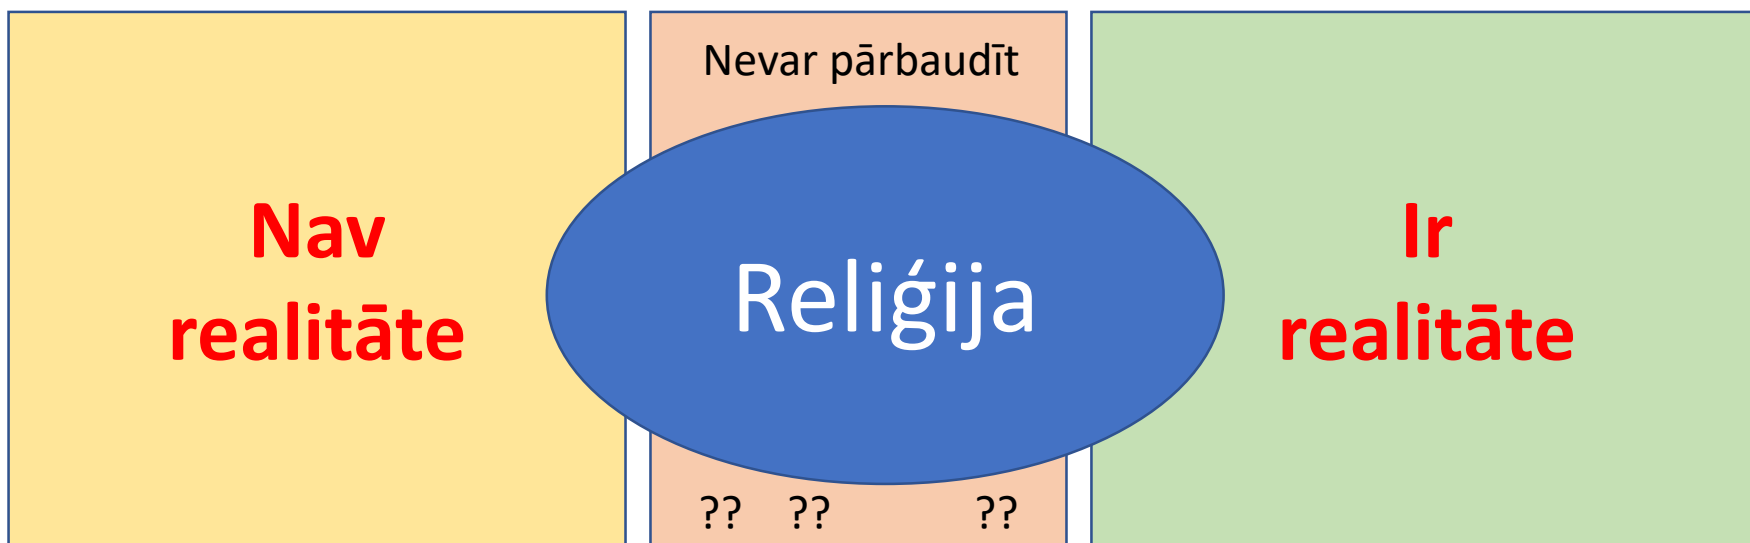 Nevar pārbaudīt
Nav
realitāte
Reliģija
Ir
realitāte
?? ?? ??